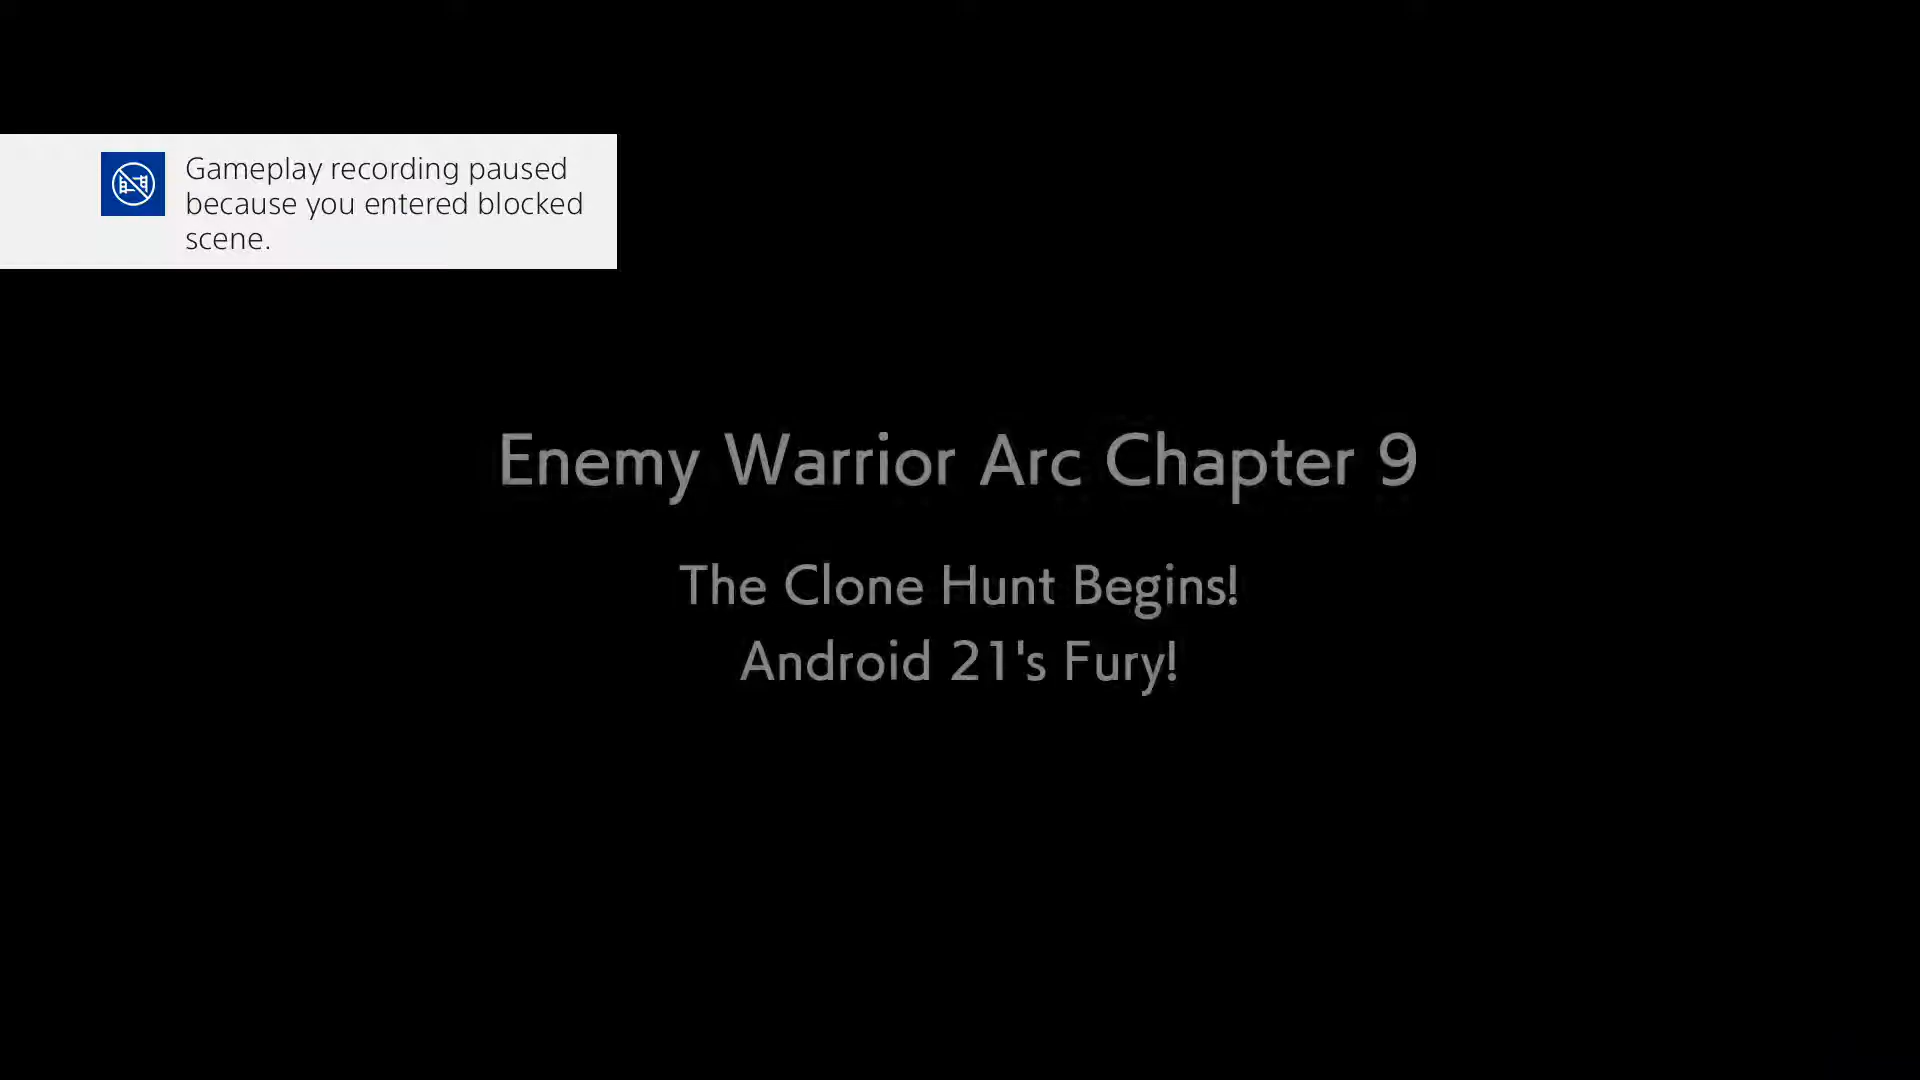 Gameplay recording paused
because you entered blocked
scene.
Enemy Warrior Arc Chapter 9
The Clone Hunt Begins!
Android 21's Fury!